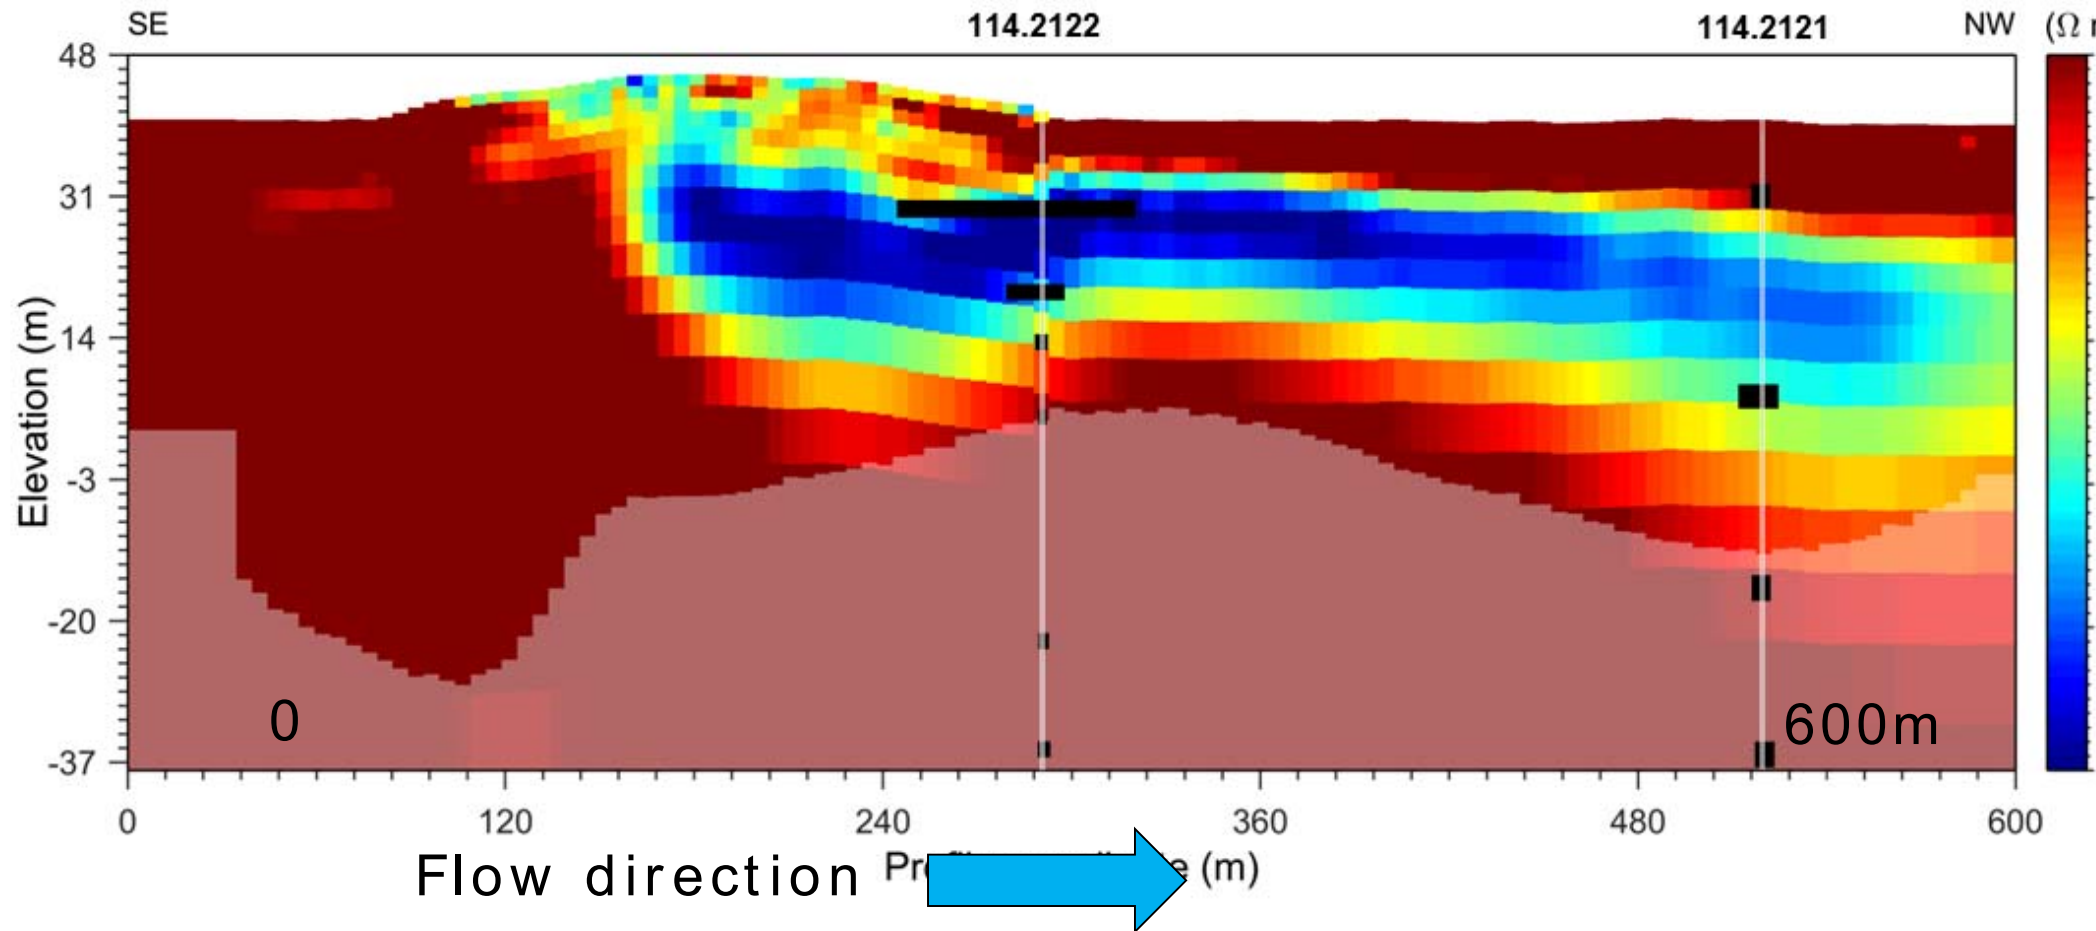 SE 114.2122 114.2121 NW (Ω
48
31
14
-3
-20
-37
Elevation (m)
0 600m
0 120 240 360 480 600
Flow direction (m)